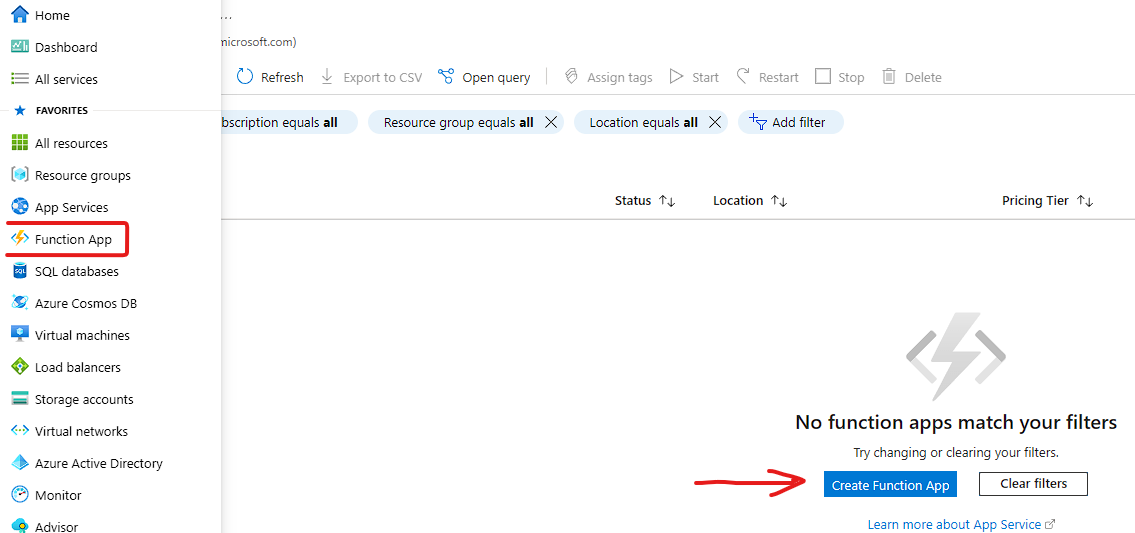 Home
...
Dashboard
microsoft.com)
All services
Refresh
Export to CSV
Open query
Assign tags
Start
Restart
Stop
Delete
FAVORITES
bscription equals all
Resource group equals all
Location equals all
Add filter
All resources
Resource groups
App Services
Function App
SQL databases
Azure Cosmos DB
Virtual machines
Load balancers
Storage accounts
Virtual networks
Azure Active Directory
Monitor
Advisor
Status
Location
Pricing Tier
No function apps match your filters
Try changing or clearing your filters.
Create Function App
Clear filters
Learn more about App Service